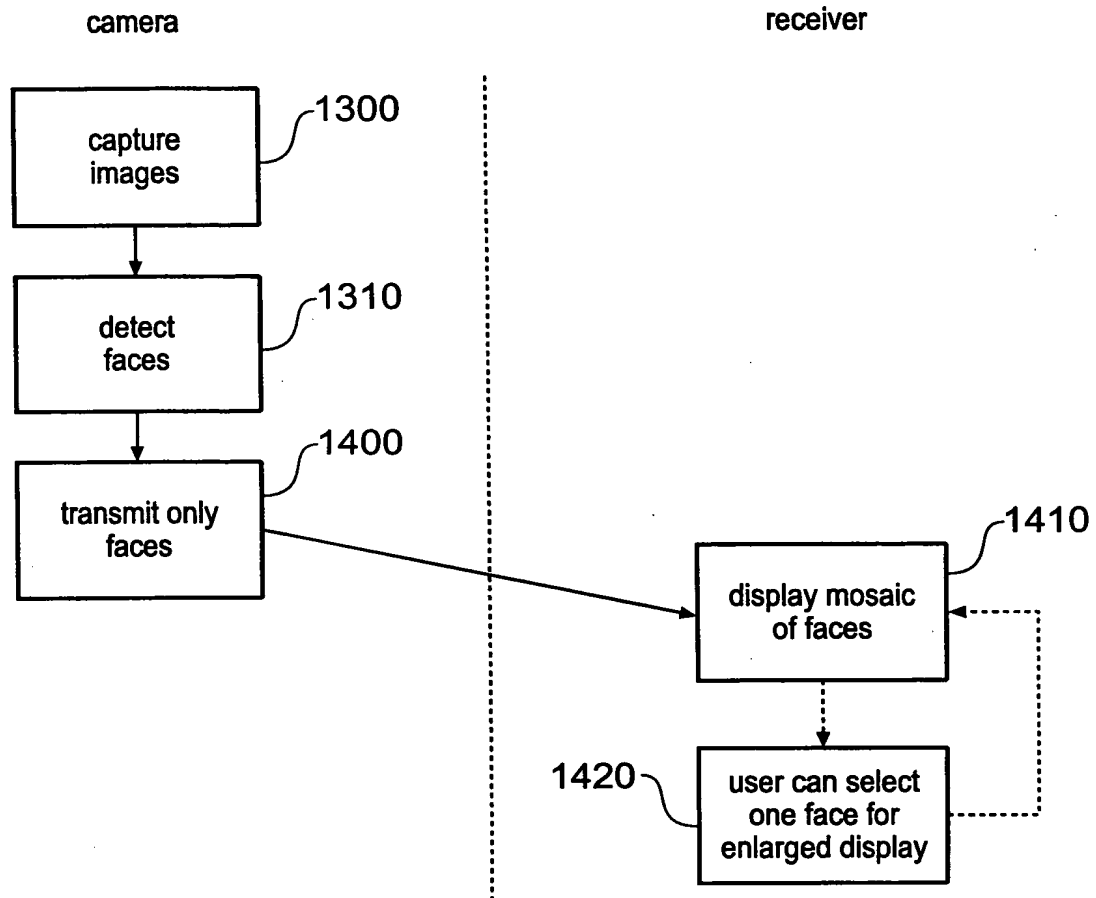 camera
receiver
capture
images
1300
detect
faces
1310
transmit only
faces
1400
display mosaic
of faces
1410
user can select
one face for
enlarged display
1420